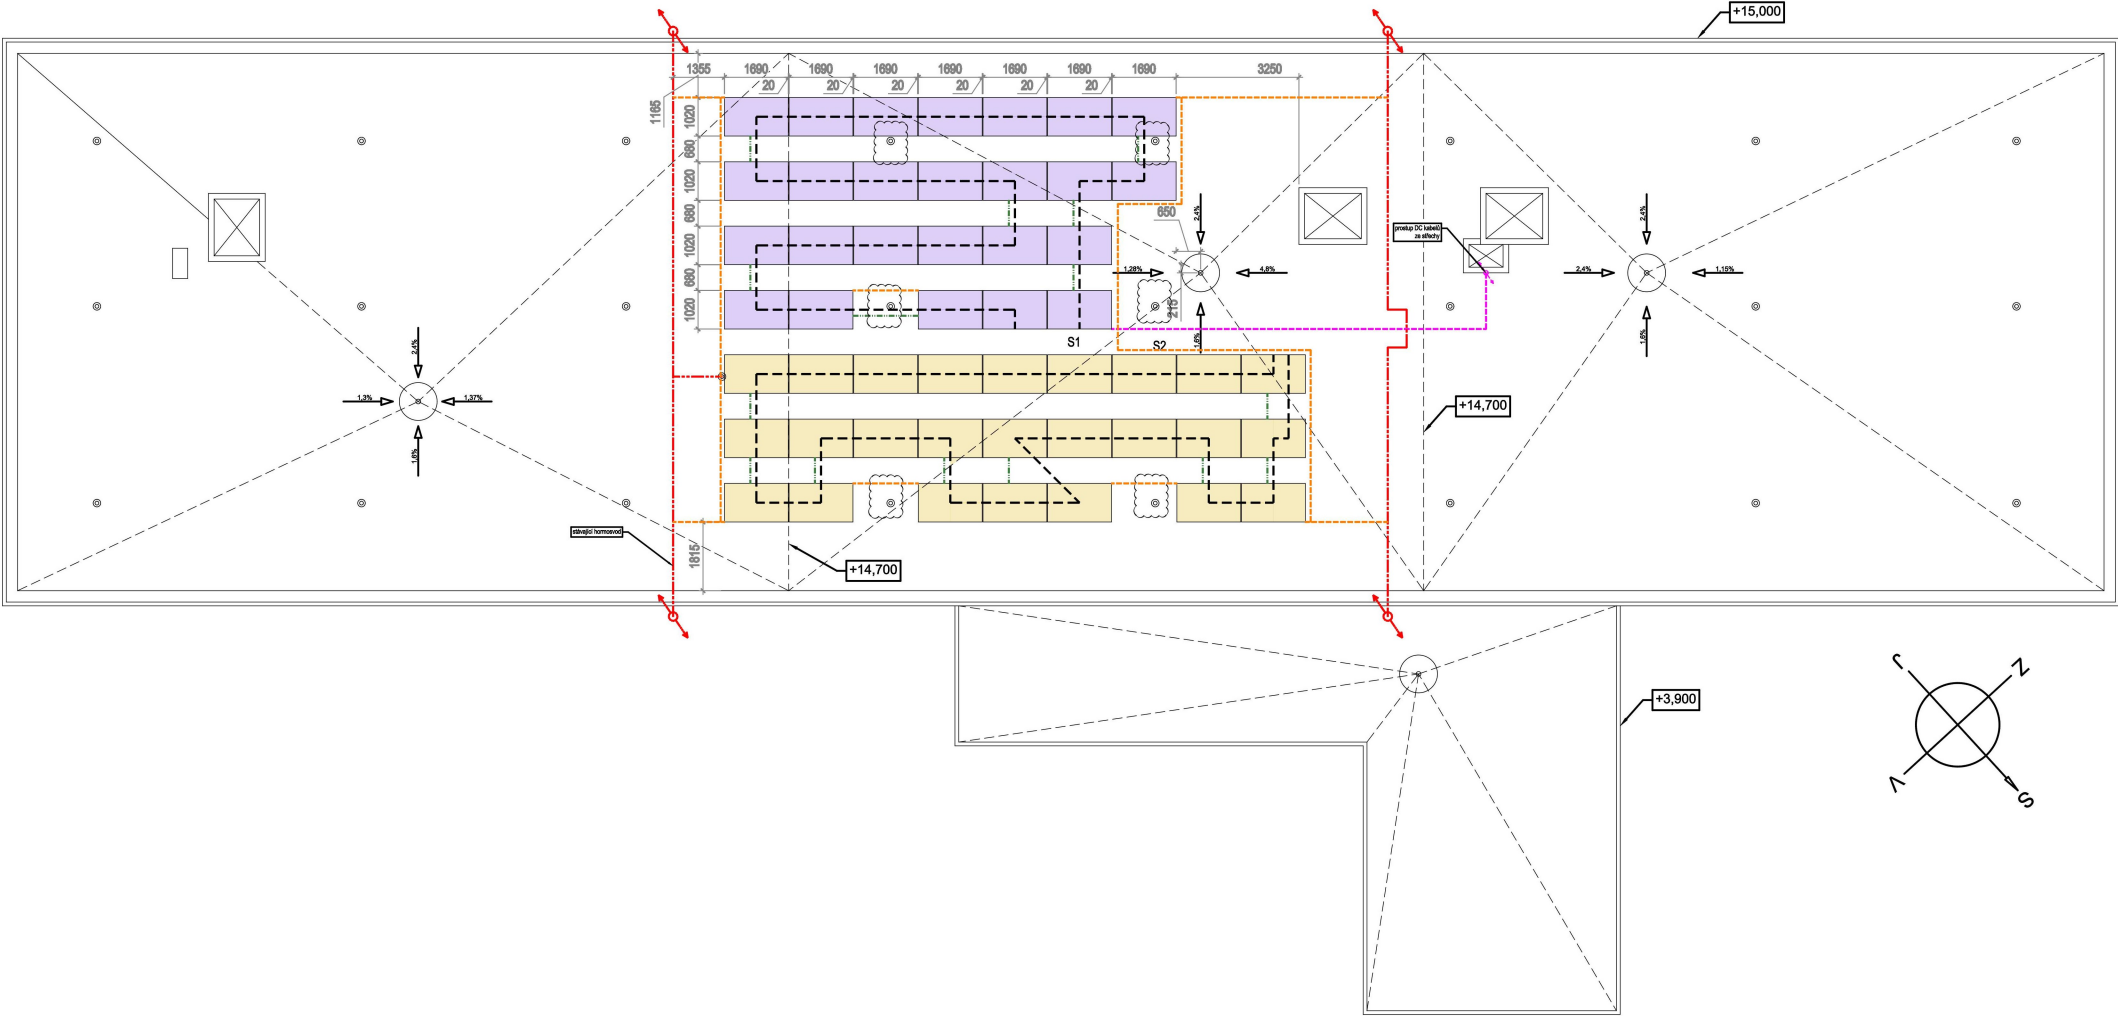 +15,000
1355 1690 1690 1690 1690 1690 1690 1690 3250
20 20 20 20 20 20
1165
1020
680
1020
680
1020
680
1020
650
2,4%
2,4%
prostup DC kabelů
ze střechy
1,28%
4,8%
2,4%
1,15%
215
1,6%
1,6%
S1
S2
2,4%
1,3%
1,37%
1,6%
+14,700
stávající hromosvod
1815
+14,700
+3,900
J
Z
V
S